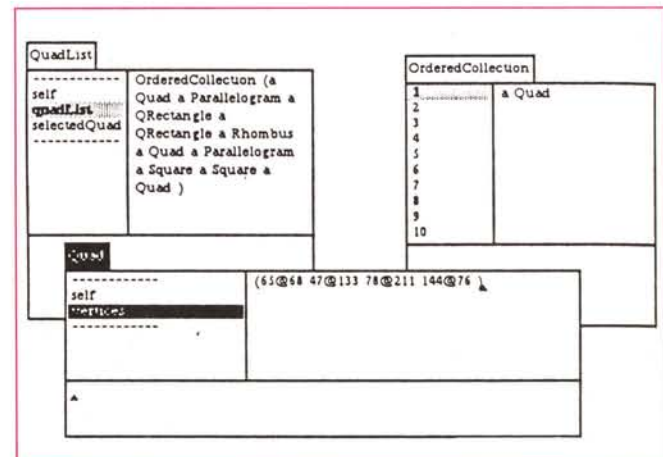 QuadList
------------
self
quadList
selectedQuad
------------
OrderedCollection (a
Quad a Parallelogram a
QRectangle a
QRectangle a Rhombus
a Quad a Parallelogram
a Square a Square a
Quad )
OrderedCollection
1
2
3
4
5
6
7
8
9
10
a Quad
Quad
------------
self
vertices
------------
(65@68 47@133 78@211 144@76 )